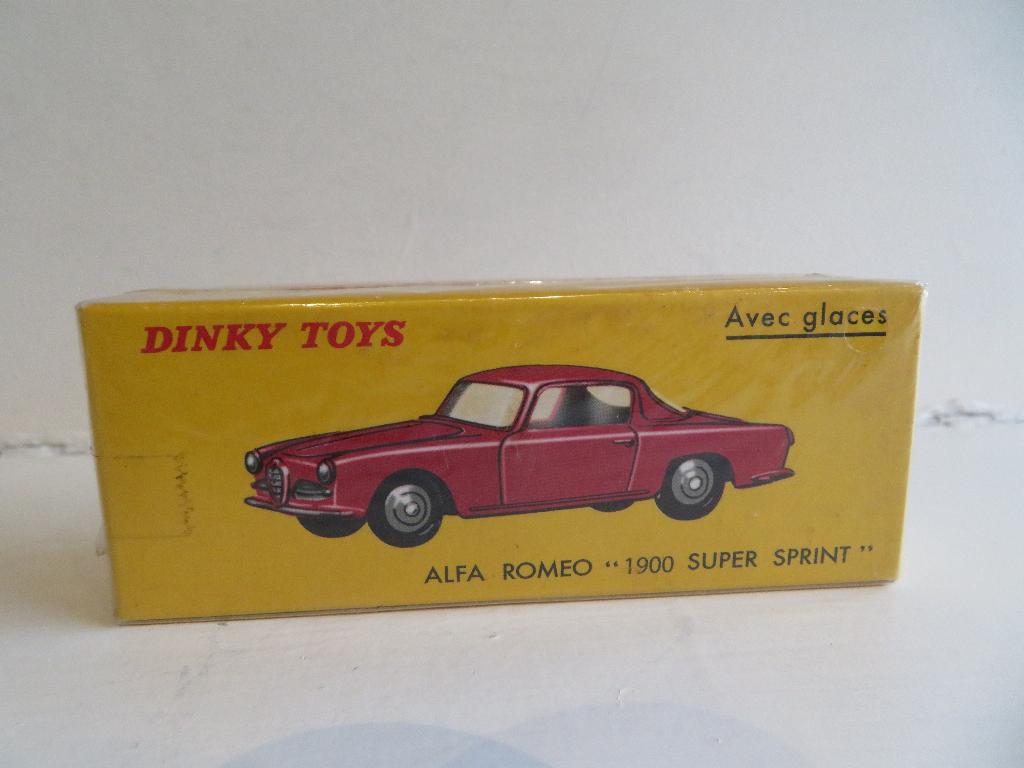 DINKY TOYS
Avec glaces
ALFA ROMEO "1900 SUPER SPRINT"